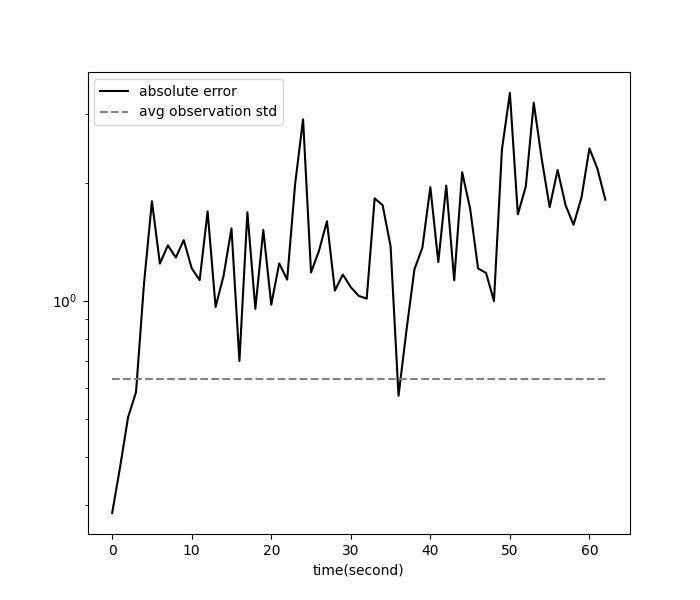 absolute error
avg observation std
10⁰
0 10 20 30 40 50 60
time(second)